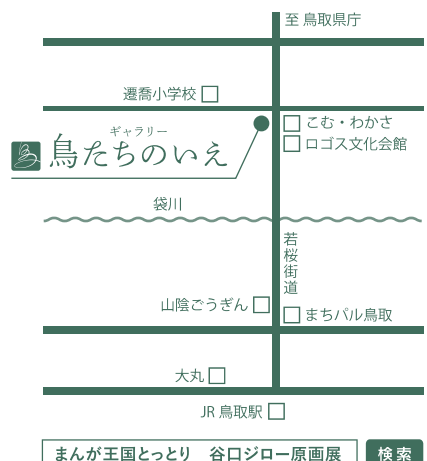 至 鳥取県庁
遷喬小学校
こむ・わかさ
ギャラリー
鳥たちのいえ
ロゴス文化会館
袋川
若桜街道
山陰ごうぎん
まちパル鳥取
大丸
JR 鳥取駅
まんが王国とっとり 谷口ジロー原画展
検索